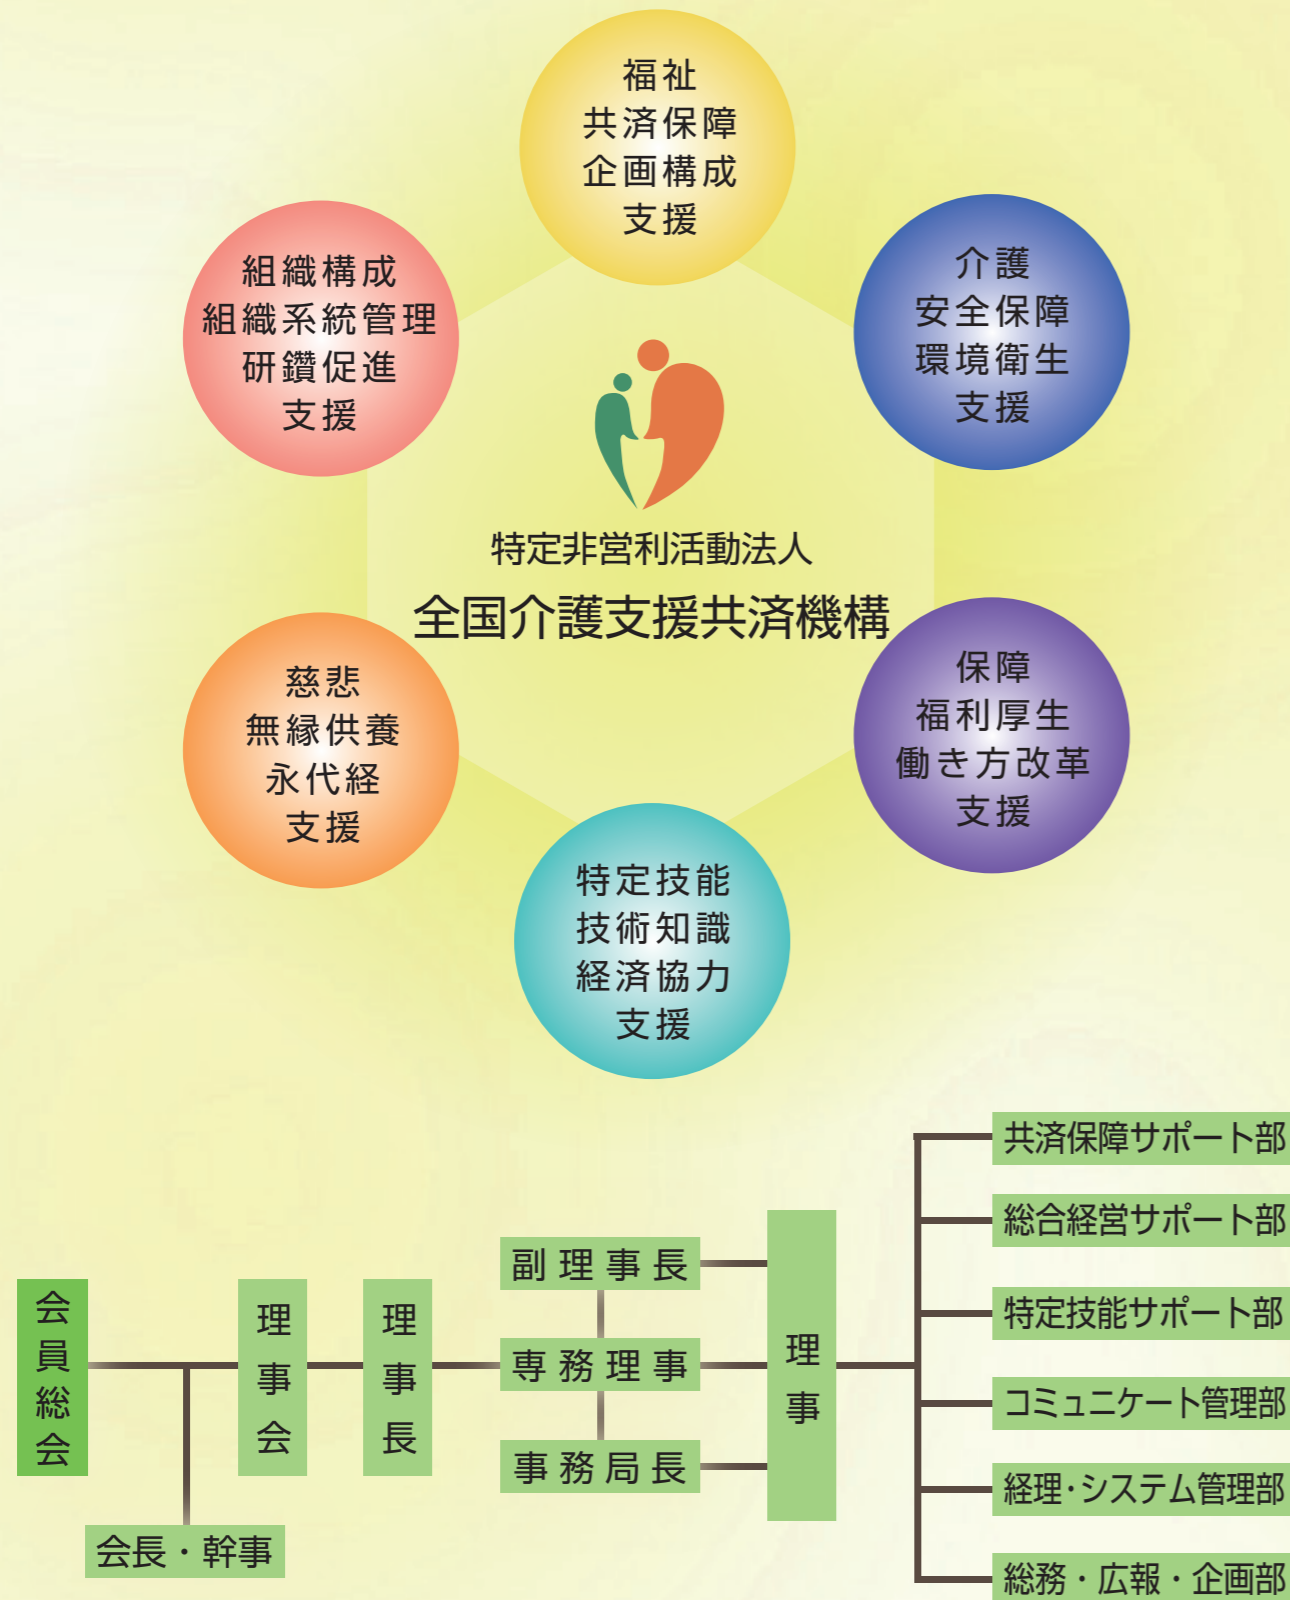 福祉
共済保障
企画構成
支援
組織構成
組織系統管理
研鑽促進
支援
介護
安全保障
環境衛生
支援
特定非営利活動法人
全国介護支援共済機構
慈悲
無縁供養
永代経
支援
保障
福利厚生
働き方改革
支援
特定技能
技術知識
経済協力
支援
会員総会
会長・幹事
理事会
理事長
副理事長
専務理事
事務局長
理事
共済保障サポート部
総合経営サポート部
特定技能サポート部
コミュニケート管理部
経理・システム管理部
総務・広報・企画部